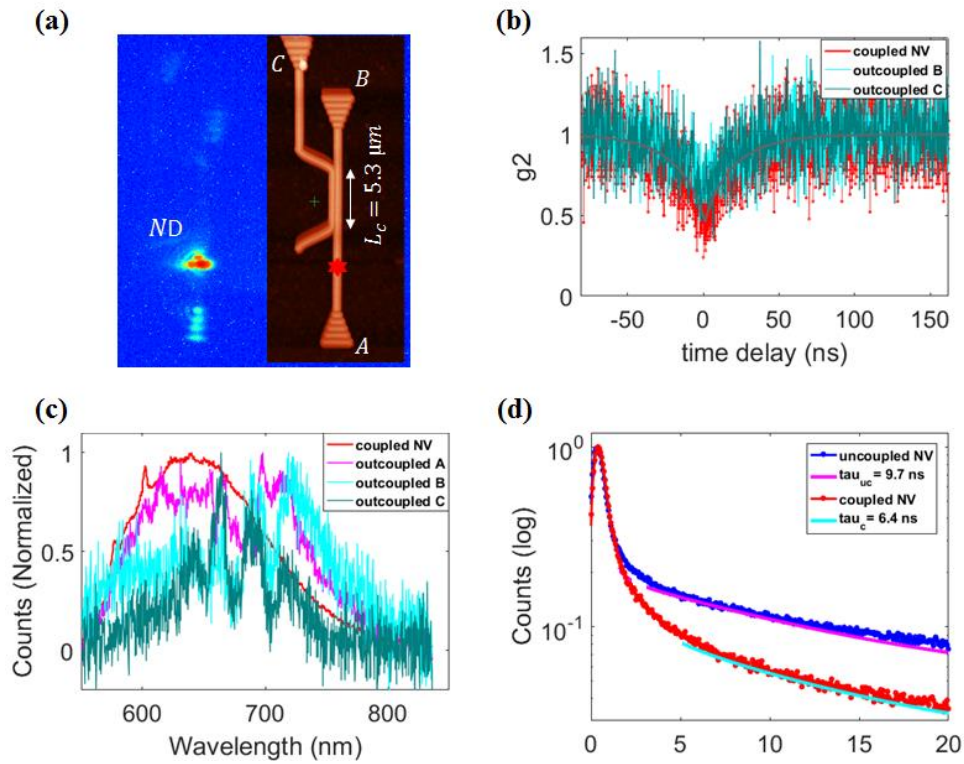 (a)
ND
C
B
L_c = 5.3 μm
A
(b)
g2
1.5
1
0.5
0
coupled NV
outcoupled B
outcoupled C
-50
0
50
100
150
time delay (ns)
(c)
Counts (Normalized)
1
0.5
0
coupled NV
outcoupled A
outcoupled B
outcoupled C
600
700
800
Wavelength (nm)
(d)
Counts (log)
10^0
10^-1
uncoupled NV
tau_uc = 9.7 ns
coupled NV
tau_c = 6.4 ns
0
5
10
15
20